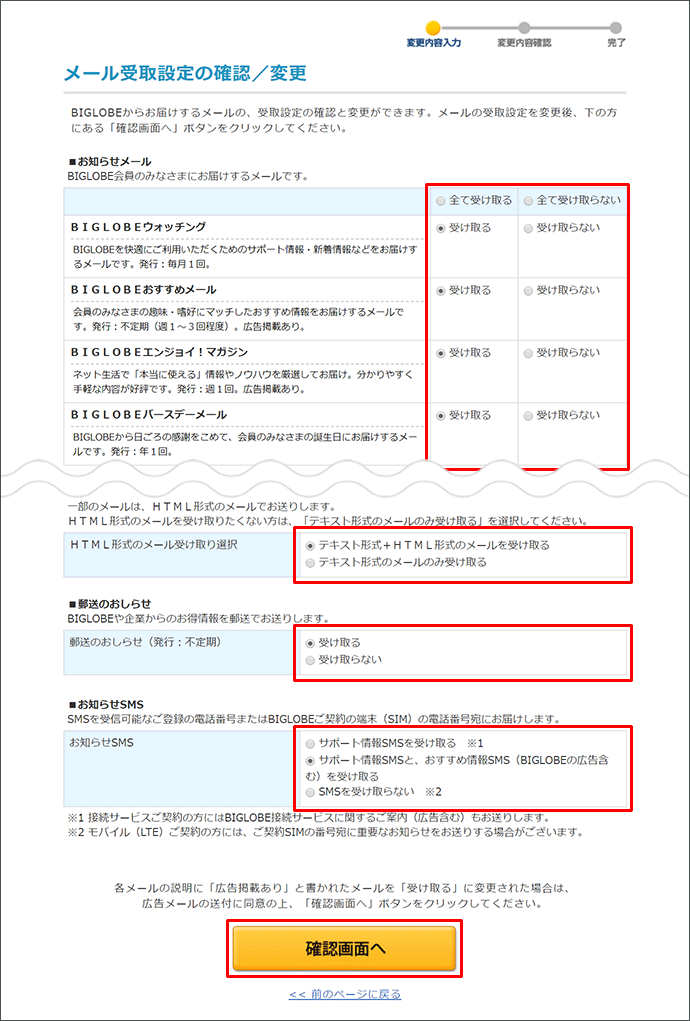 変更内容入力 変更内容確認 完了
メール受取設定の確認／変更
BIGLOBEからお届けするメールの、受取設定の確認と変更ができます。メールの受取設定を変更後、下の方
にある「確認画面へ」ボタンをクリックしてください。
■お知らせメール
BIGLOBE会員のみなさまにお届けするメールです。
全て受け取る 全て受け取らない
ＢＩＧＬＯＢＥウォッチング 受け取る 受け取らない
BIGLOBEを快適にご利用いただくためのサポート情報・新着情報などをお届けす
るメールです。発行：毎月１回。
ＢＩＧＬＯＢＥおすすめメール 受け取る 受け取らない
会員のみなさまの趣味・嗜好にマッチしたおすすめ情報をお届けするメールで
す。発行：不定期（週１～３回程度）。広告掲載あり。
ＢＩＧＬＯＢＥエンジョイ！マガジン 受け取る 受け取らない
ネット生活で「本当に使える」情報やノウハウを厳選してお届け。分かりやすく
手軽な内容が好評です。発行：週１回。広告掲載あり。
ＢＩＧＬＯＢＥバースデーメール 受け取る 受け取らない
BIGLOBEから日ごろの感謝をこめて、会員のみなさまの誕生日にお届けするメー
ルです。発行：年１回。
一部のメールは、ＨＴＭＬ形式のメールでお送りします。
ＨＴＭＬ形式のメールを受け取りたくない方は、「テキスト形式のメールのみ受け取る」を選択してください。
ＨＴＭＬ形式のメール受け取り選択 テキスト形式＋ＨＴＭＬ形式のメールを受け取る
テキスト形式のメールのみ受け取る
■郵送のおしらせ
BIGLOBEや企業からのお得情報を郵送でお送りします。
郵送のおしらせ（発行：不定期） 受け取る
受け取らない
■お知らせSMS
SMSを受信可能なご登録の電話番号またはBIGLOBEご契約の端末（SIM）の電話番号宛にお届けします。
お知らせSMS サポート情報SMSを受け取る ※1
サポート情報SMSと、おすすめ情報SMS（BIGLOBEの広告含
む）を受け取る
SMSを受け取らない ※2
※1 接続サービスご契約の方にはBIGLOBE接続サービスに関するご案内（広告含む）もお送りします。
※2 モバイル（LTE）ご契約の方には、ご契約SIMの番号宛に重要なお知らせをお送りする場合がございます。
各メールの説明に「広告掲載あり」と書かれたメールを「受け取る」に変更された場合は、
広告メールの送付に同意の上、「確認画面へ」ボタンをクリックしてください。
確認画面へ
<< 前のページに戻る